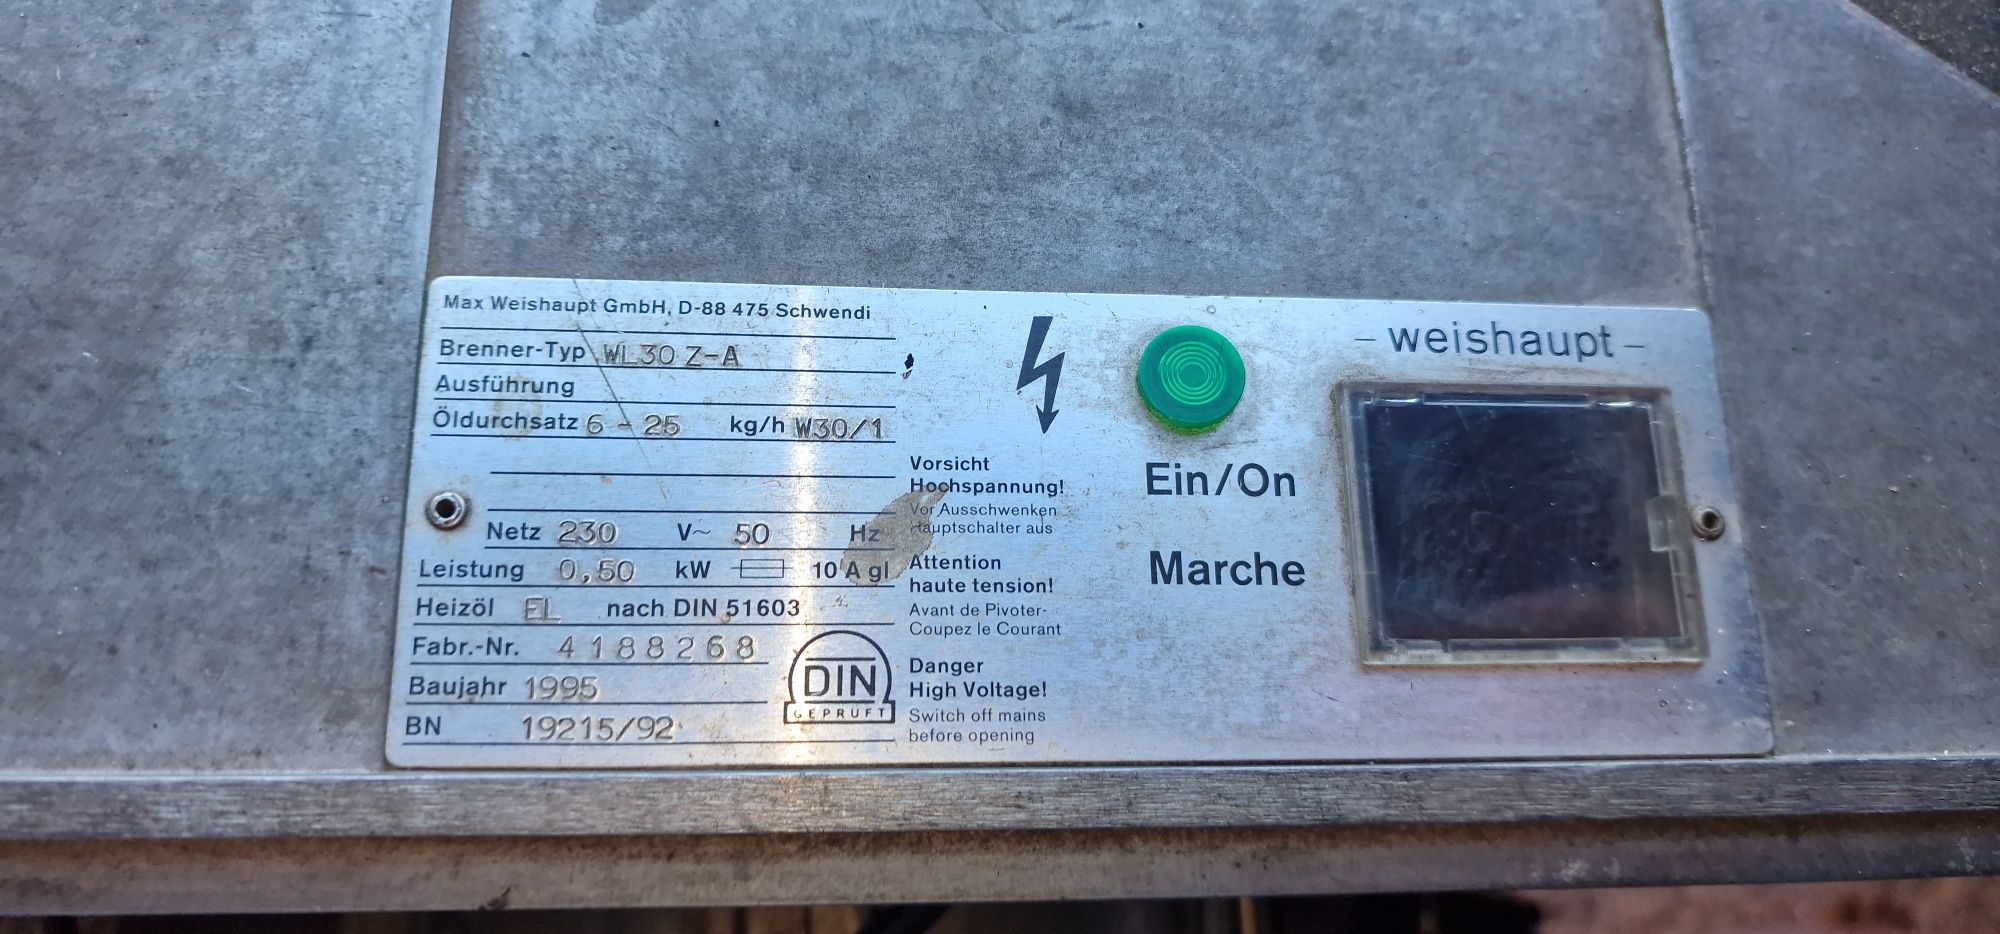 Max Weishaupt GmbH, D-88 475 Schwendi
Brenner-Typ WL30 Z-A
Ausführung
Öldurchsatz 6 - 25 kg/h W30/1
Netz 230 V~ 50 Hz
Leistung 0,50 kW 10 A gl
Heizöl EL nach DIN 51603
Fabr.-Nr. 4188268
Baujahr 1995
BN 19215/92
DIN
GEPRÜFT
Vorsicht
Hochspannung!
Vor Ausschwenken
Hauptschalter aus
Attention
haute tension!
Avant de Pivoter-
Coupez le Courant
Danger
High Voltage!
Switch off mains
before opening
Ein/On
Marche
– weishaupt –